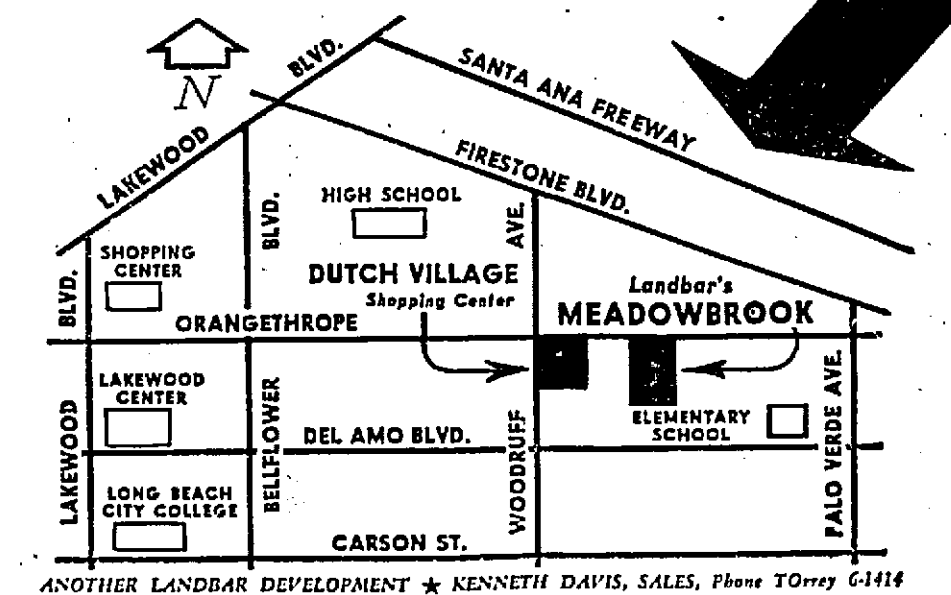 N
LAKEWOOD BLVD.
SANTA ANA FREEWAY
FIRESTONE BLVD.
HIGH SCHOOL
BLVD.
AVE.
SHOPPING
CENTER
BLVD.
DUTCH VILLAGE
Shopping Center
Landbar's
MEADOWBROOK
ORANGETHROPE
LAKEWOOD
CENTER
LAKEWOOD
BELLFLOWER
DEL AMO BLVD.
WOODRUFF
ELEMENTARY
SCHOOL
PALO VERDE AVE.
LONG BEACH
CITY COLLEGE
CARSON ST.
ANOTHER LANDBAR DEVELOPMENT ★ KENNETH DAVIS, SALES, Phone TOrrey 6-1414